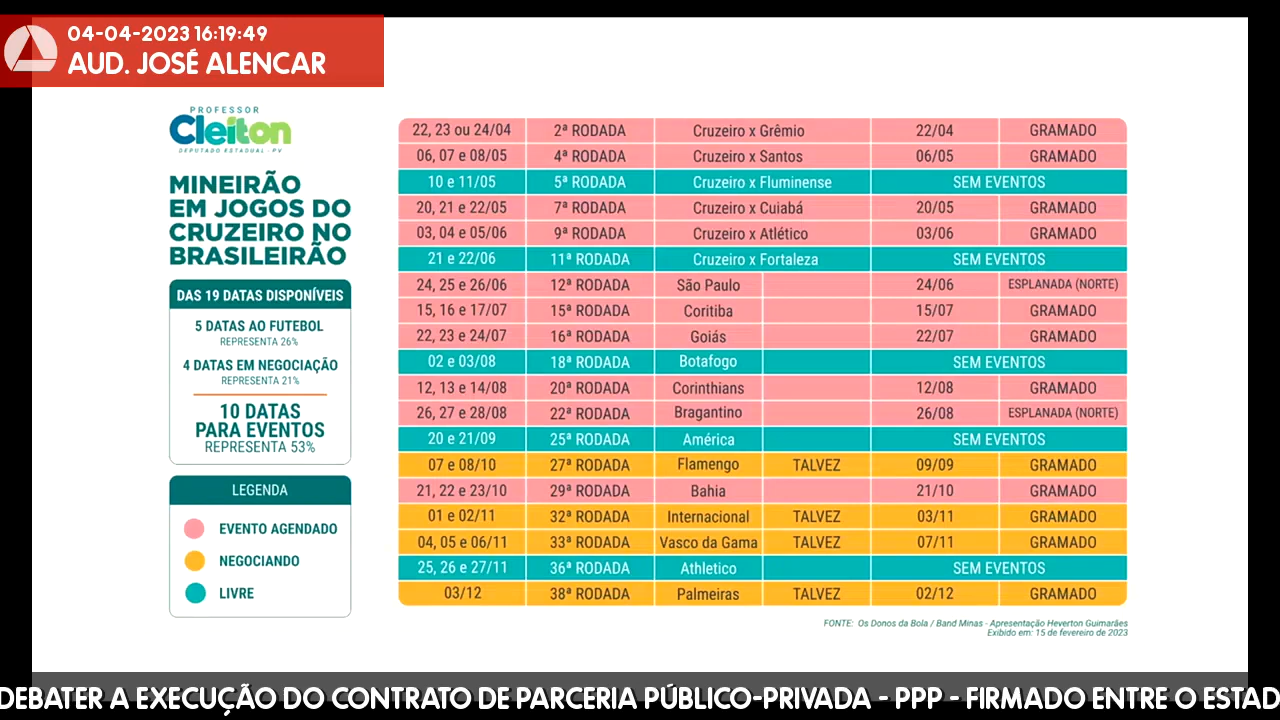 04-04-2023 16:19:49
AUD. JOSÉ ALENCAR
PROFESSOR
Cleiton
DEPUTADO ESTADUAL - PV
MINEIRÃO
EM JOGOS DO
CRUZEIRO NO
BRASILEIRÃO
DAS 19 DATAS DISPONÍVEIS
5 DATAS AO FUTEBOL
REPRESENTA 26%
4 DATAS EM NEGOCIAÇÃO
REPRESENTA 21%
10 DATAS
PARA EVENTOS
REPRESENTA 53%
LEGENDA
EVENTO AGENDADO
NEGOCIANDO
LIVRE
22, 23 ou 24/04 2ª RODADA Cruzeiro x Grêmio 22/04 GRAMADO
06, 07 e 08/05 4ª RODADA Cruzeiro x Santos 06/05 GRAMADO
10 e 11/05 5ª RODADA Cruzeiro x Fluminense SEM EVENTOS
20, 21 e 22/05 7ª RODADA Cruzeiro x Cuiabá 20/05 GRAMADO
03, 04 e 05/06 9ª RODADA Cruzeiro x Atlético 03/06 GRAMADO
21 e 22/06 11ª RODADA Cruzeiro x Fortaleza SEM EVENTOS
24, 25 e 26/06 12ª RODADA São Paulo 24/06 ESPLANADA (NORTE)
15, 16 e 17/07 15ª RODADA Coritiba 15/07 GRAMADO
22, 23 e 24/07 16ª RODADA Goiás 22/07 GRAMADO
02 e 03/08 18ª RODADA Botafogo SEM EVENTOS
12, 13 e 14/08 20ª RODADA Corinthians 12/08 GRAMADO
26, 27 e 28/08 22ª RODADA Bragantino 26/08 ESPLANADA (NORTE)
20 e 21/09 25ª RODADA América SEM EVENTOS
07 e 08/10 27ª RODADA Flamengo TALVEZ 09/09 GRAMADO
21, 22 e 23/10 29ª RODADA Bahia 21/10 GRAMADO
01 e 02/11 32ª RODADA Internacional TALVEZ 03/11 GRAMADO
04, 05 e 06/11 33ª RODADA Vasco da Gama TALVEZ 07/11 GRAMADO
25, 26 e 27/11 36ª RODADA Athletico SEM EVENTOS
03/12 38ª RODADA Palmeiras TALVEZ 02/12 GRAMADO
FONTE: Os Donos da Bola / Band Minas - Apresentação Heverton Guimarães
Exibido em: 15 de fevereiro de 2023
DEBATER A EXECUÇÃO DO CONTRATO DE PARCERIA PÚBLICO-PRIVADA - PPP - FIRMADO ENTRE O ESTAD